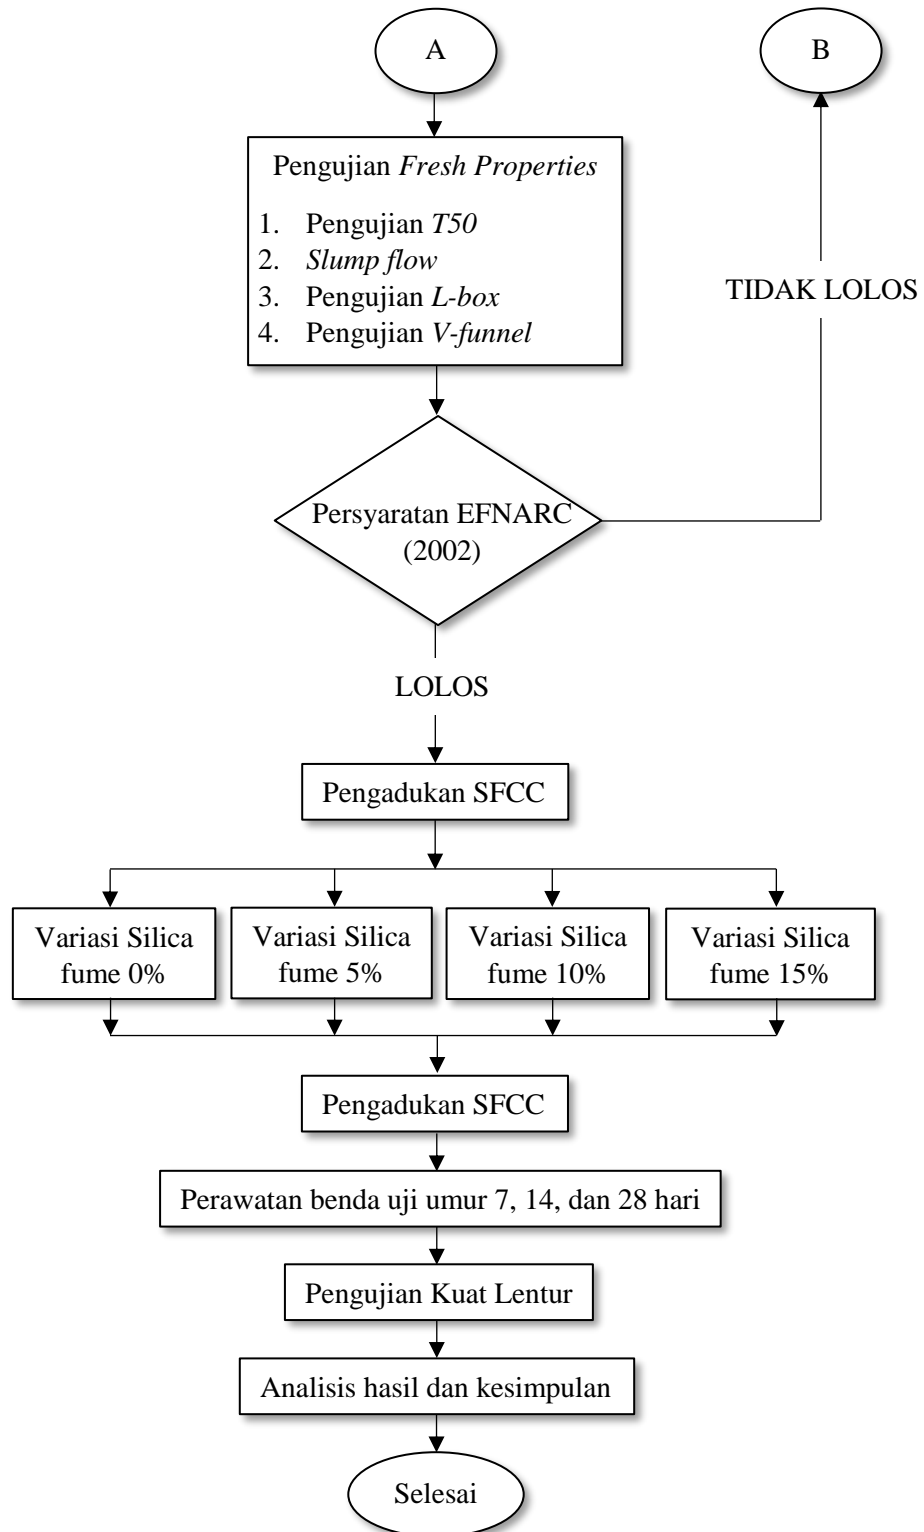 A
B
Pengujian Fresh Properties
1. Pengujian T50
2. Slump flow
3. Pengujian L-box
4. Pengujian V-funnel
TIDAK LOLOS
Persyaratan EFNARC
(2002)
LOLOS
Pengadukan SFCC
Variasi Silica
fume 0%
Variasi Silica
fume 5%
Variasi Silica
fume 10%
Variasi Silica
fume 15%
Pengadukan SFCC
Perawatan benda uji umur 7, 14, dan 28 hari
Pengujian Kuat Lentur
Analisis hasil dan kesimpulan
Selesai